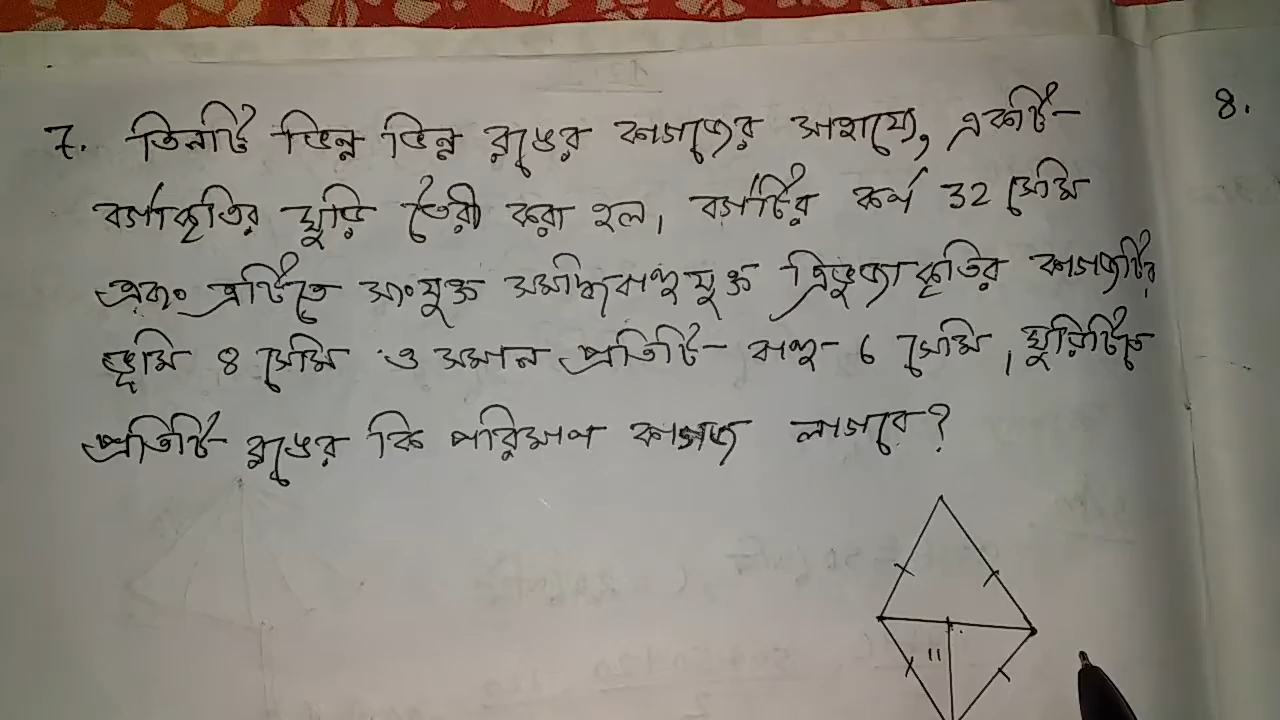 7. তিনটি ভিন্ন ভিন্ন রঙের কাগজের সাহায্যে, একটি
বর্গাকৃতির ঘুড়ি তৈরী করা হল। বর্গটির কর্ণ 32 সেমি
এবং এটিতে সংযুক্ত সমদ্বিবাহুযুক্ত ত্রিভুজাকৃতির কাগজটির
ভূমি 8 সেমি ও সমান প্রতিটি বাহু 6 সেমি। ঘুরিটিতে
প্রতিটি রঙের কি পরিমাণ কাগজ লাগবে?
8.
II